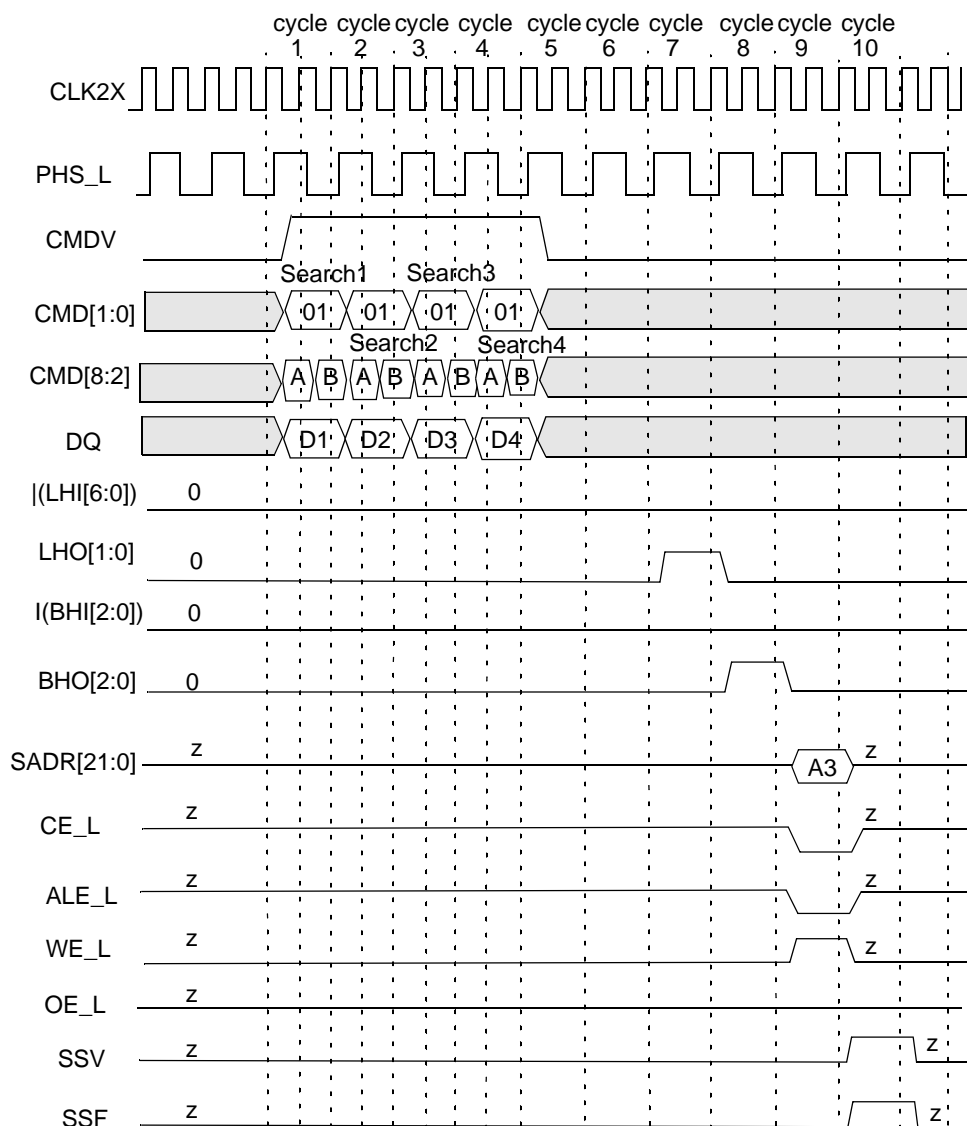 cycle cycle cycle cycle cycle cycle cycle cycle cycle cycle
1 2 3 4 5 6 7 8 9 10
CLK2X
PHS_L
CMDV
Search1 Search3
CMD[1:0] 01 01 01 01
Search2 Search4
CMD[8:2] A B A B A B A B
DQ D1 D2 D3 D4
|(LHI[6:0]) 0
LHO[1:0] 0
I(BHI[2:0]) 0
BHO[2:0] 0
SADR[21:0] z A3 z
CE_L z z
ALE_L z z
WE_L z z
OE_L z
SSV z z
SSF z z